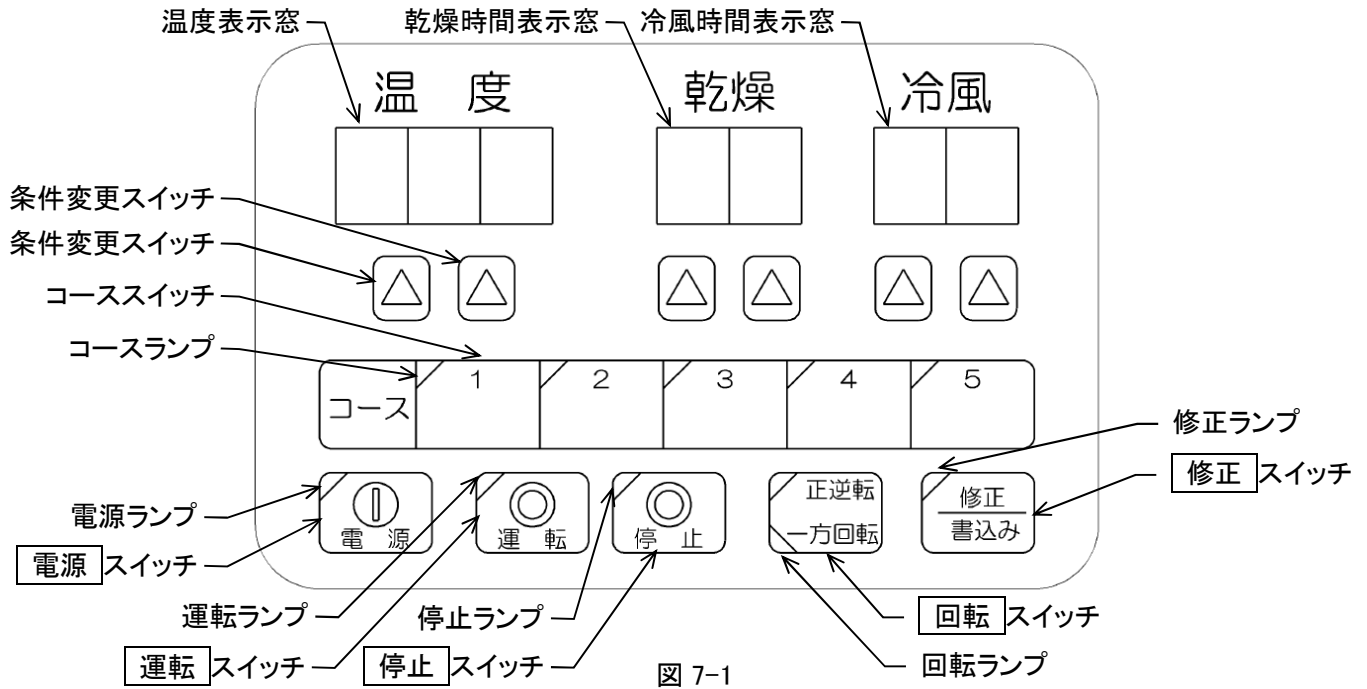 温度表示窓
乾燥時間表示窓
冷風時間表示窓
温 度
乾燥
冷風
条件変更スイッチ
条件変更スイッチ
コーススイッチ
コースランプ
コース
1
2
3
4
5
修正ランプ
修正 スイッチ
電源ランプ
電源 スイッチ
電 源
運 転
停 止
正逆転
一方回転
修正
書込み
運転ランプ
運転 スイッチ
停止ランプ
停止 スイッチ
回転 スイッチ
回転ランプ
図 7-1